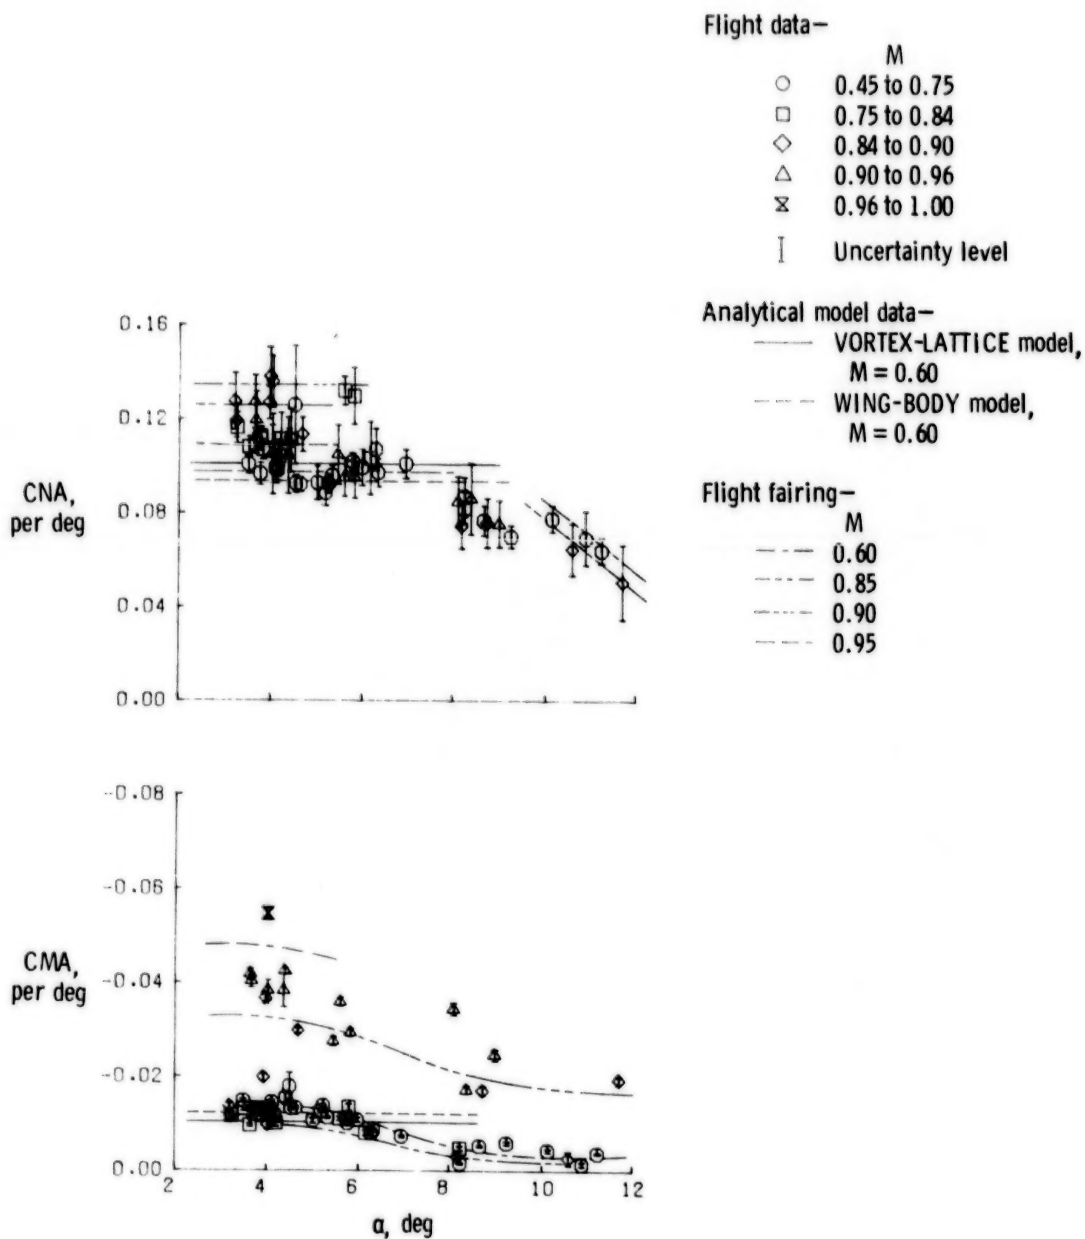 Flight data—
M
0.45 to 0.75
0.75 to 0.84
0.84 to 0.90
0.90 to 0.96
0.96 to 1.00
Uncertainty level
Analytical model data—
VORTEX-LATTICE model,
M = 0.60
WING-BODY model,
M = 0.60
Flight fairing—
M
0.60
0.85
0.90
0.95
0.16
0.12
CNA,
per deg
0.08
0.04
0.00
-0.08
-0.06
CMA,
per deg
-0.04
-0.02
0.00
2 4 6 8 10 12
α, deg